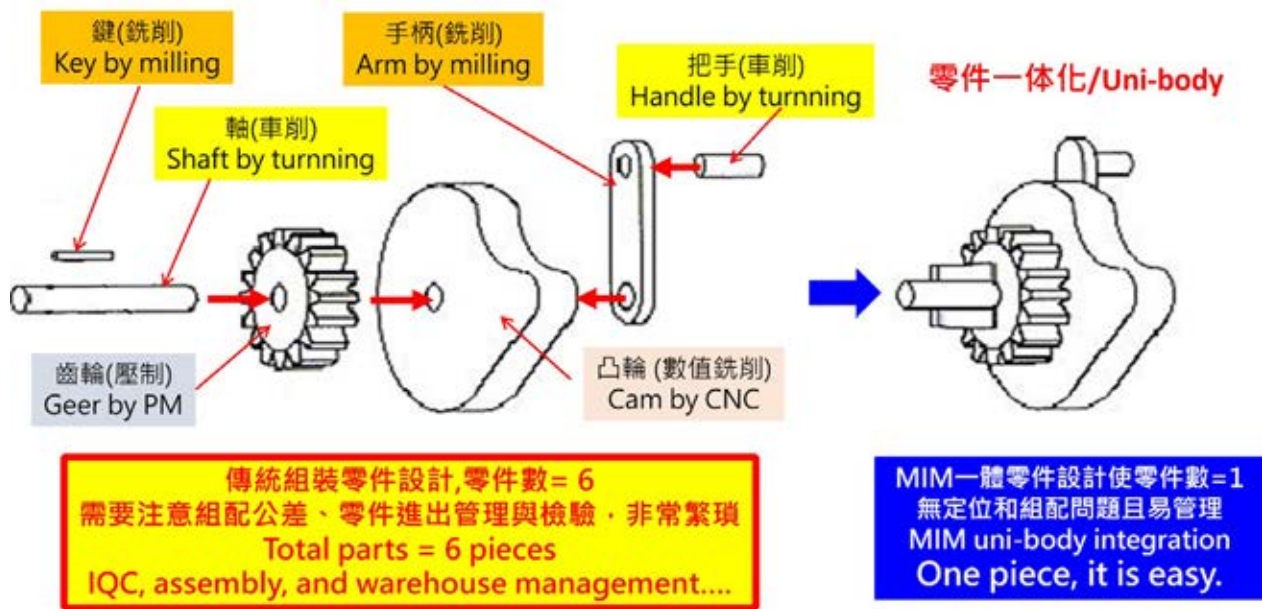 鍵(銑削)
Key by milling
手柄(銑削)
Arm by milling
把手(車削)
Handle by turnning
零件一体化/Uni-body
軸(車削)
Shaft by turnning
齒輪(壓制)
Geer by PM
凸輪 (數值銑削)
Cam by CNC
傳統組裝零件設計,零件數= 6
需要注意組配公差、零件進出管理與檢驗，非常繁瑣
Total parts = 6 pieces
IQC, assembly, and warehouse management....
MIM一體零件設計使零件數=1
無定位和組配問題且易管理
MIM uni-body integration
One piece, it is easy.